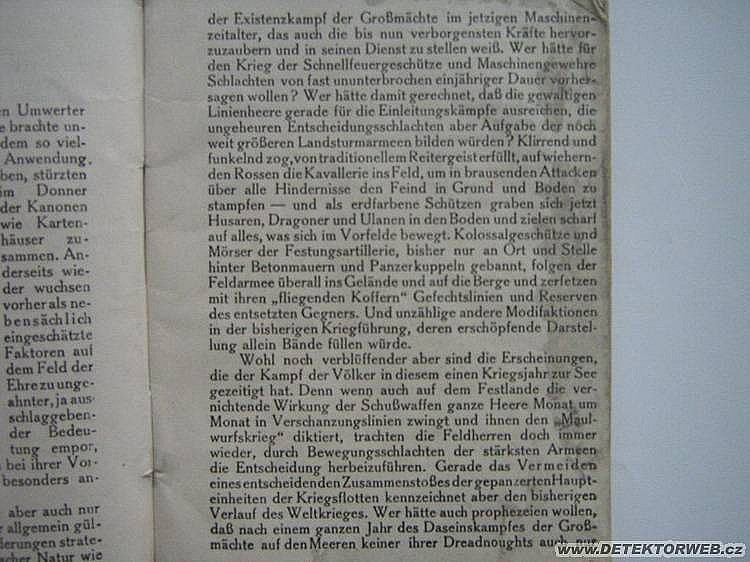 n Umwerter
e brachte un-
dem so viel-
Anwendung.
ben, stürzten
im Donner
der Kanonen
wie Karten-
häuser zu-
sammen. An-
derseits wie-
der wuchsen
vorher als ne-
bensächlich
eingeschätzte
Faktoren auf
dem Feld der
Ehre zu unge-
ahnter, ja aus-
schlaggeben-
der Bedeu-
tung empor,
bei ihrer Vor-
besonders an-
aber auch nur
allgemein gül-
derungen strate-
acher Natur wie
der Existenzkampf der Großmächte im jetzigen Maschinen-
zeitalter, das auch die bis nun verborgensten Kräfte hervor-
zuzaubern und in seinen Dienst zu stellen weiß. Wer hätte für
den Krieg der Schnellfeuergeschütze und Maschinengewehre
Schlachten von fast ununterbrochen einjähriger Dauer vorher-
sagen wollen? Wer hätte damit gerechnet, daß die gewaltigen
Linienheere gerade für die Einleitungskämpfe ausreichen, die
ungeheuren Entscheidungsschlachten aber Aufgabe der noch
weit größeren Landsturmarmeen bilden würden? Klirrend und
funkelnd zog, von traditionellem Reitergeist erfüllt, auf wiehern-
den Rossen die Kavallerie ins Feld, um in brausenden Attacken
über alle Hindernisse den Feind in Grund und Boden zu
stampfen — und als erdfarbene Schützen graben sich jetzt
Husaren, Dragoner und Ulanen in den Boden und zielen scharf
auf alles, was sich im Vorfelde bewegt. Kolossalgeschütze und
Mörser der Festungsartillerie, bisher nur an Ort und Stelle
hinter Betonmauern und Panzerkuppeln gebannt, folgen der
Feldarmee überall ins Gelände und auf die Berge und zerfetzen
mit ihren „fliegenden Koffern“ Gefechtslinien und Reserven
des entsetzten Gegners. Und unzählige andere Modifaktionen
in der bisherigen Kriegführung, deren erschöpfende Darstel-
lung allein Bände füllen würde.
Wohl noch verblüffender aber sind die Erscheinungen,
die der Kampf der Völker in diesem einen Kriegsjahr zur See
gezeitigt hat. Denn wenn auch auf dem Festlande die ver-
nichtende Wirkung der Schußwaffen ganze Heere Monat um
Monat in Verschanzungslinien zwingt und ihnen den „Maul-
wurfskrieg“ diktiert, trachten die Feldherren doch immer
wieder, durch Bewegungsschlachten der stärksten Armeen
die Entscheidung herbeizuführen. Gerade das Vermeiden
eines entscheidenden Zusammenstoßes der gepanzerten Haupt-
einheiten der Kriegsflotten kennzeichnet aber den bisherigen
Verlauf des Weltkrieges. Wer hätte auch prophezeien wollen,
daß nach einem ganzen Jahr des Daseinskampfes der Groß-
mächte auf den Meeren keiner ihrer Dreadnoughts auch nur
www.DETEKTORWEB.cz